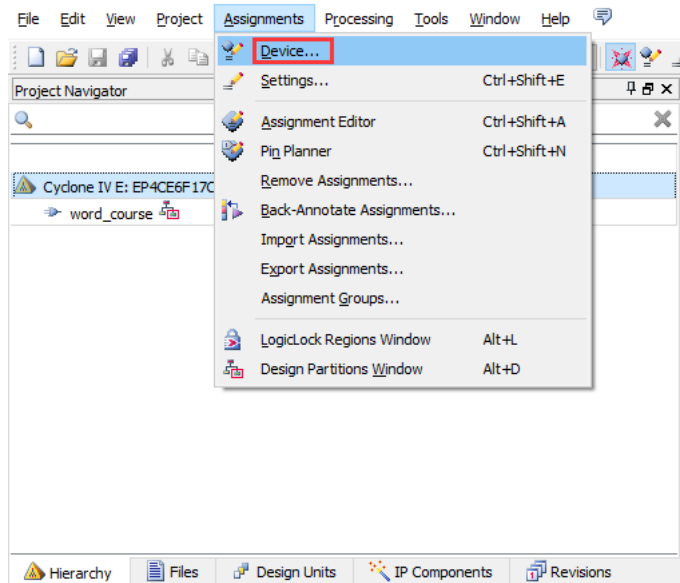 File Edit View Project Assignments Processing Tools Window Help
Device...
Project Navigator
Settings... Ctrl+Shift+E
Assignment Editor Ctrl+Shift+A
Pin Planner Ctrl+Shift+N
Cyclone IV E: EP4CE6F17C
Remove Assignments...
word_course
Back-Annotate Assignments...
Import Assignments...
Export Assignments...
Assignment Groups...
LogicLock Regions Window Alt+L
Design Partitions Window Alt+D
Hierarchy Files Design Units IP Components Revisions